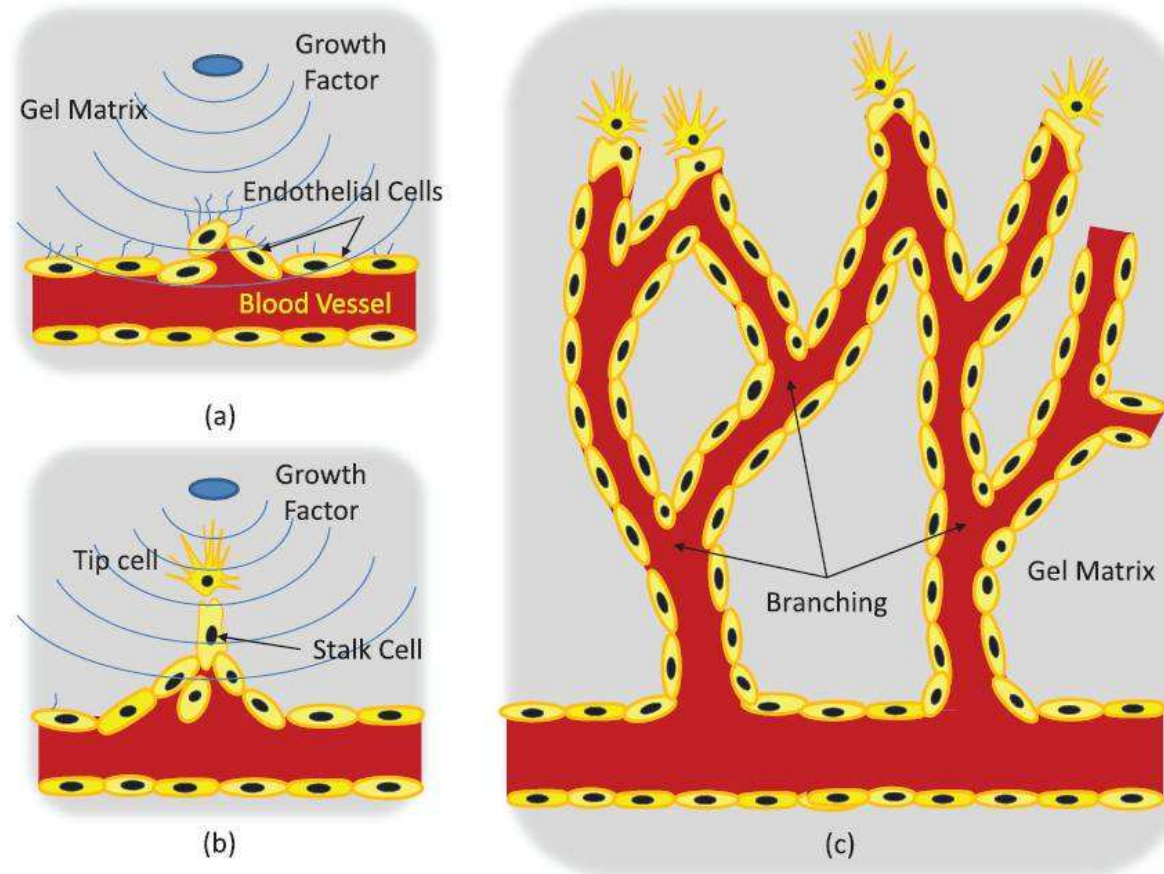 Growth
Factor
Gel Matrix
Endothelial Cells
Blood Vessel
(a)
Growth
Factor
Tip cell
Stalk Cell
(b)
Branching
Gel Matrix
(c)